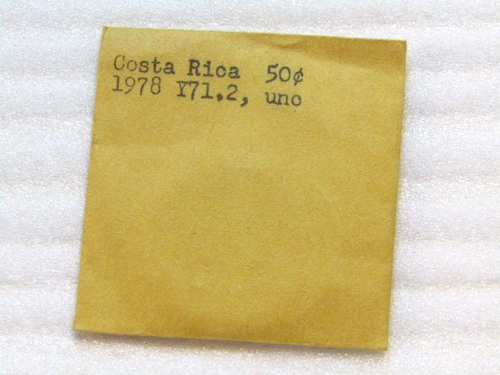 Costa Rica 50¢
1978 Y71.2, unc